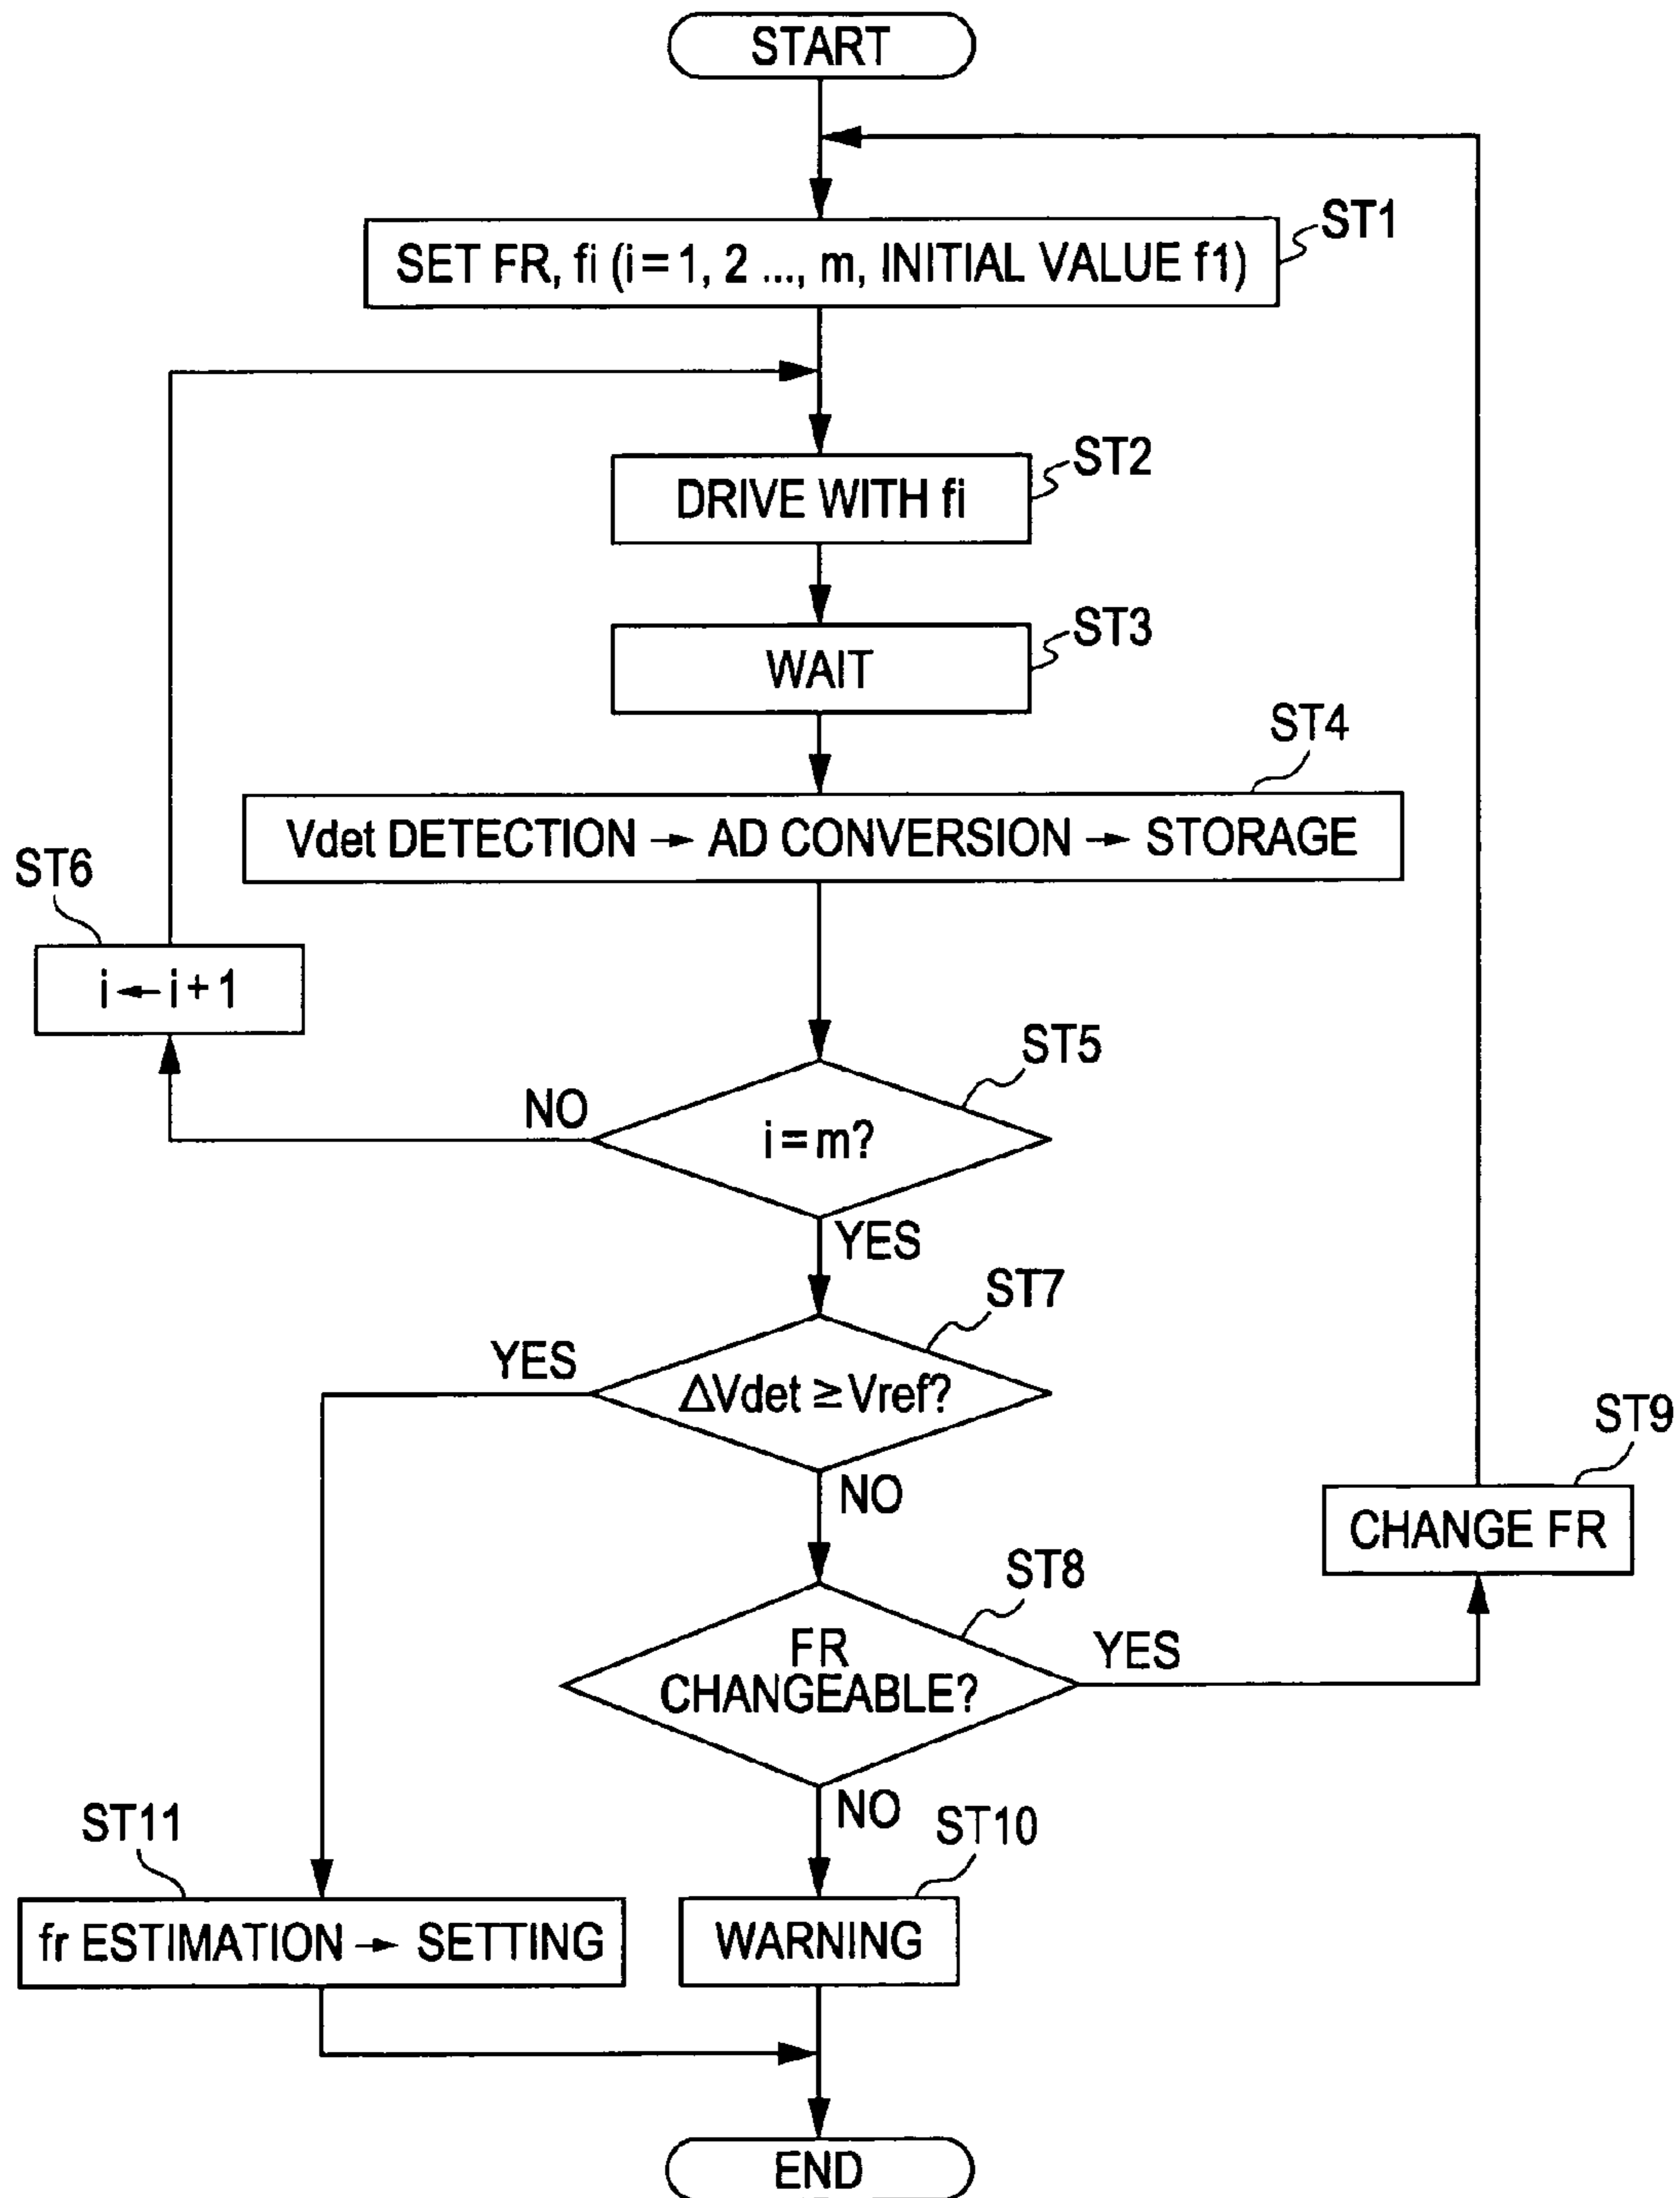 START
SET FR, fi (i = 1, 2 ..., m, INITIAL VALUE f1)
ST1
DRIVE WITH fi
ST2
WAIT
ST3
ST4
Vdet DETECTION → AD CONVERSION → STORAGE
ST6
i ← i + 1
ST5
NO
i = m?
YES
ST7
YES
ΔVdet ≥ Vref?
NO
ST9
CHANGE FR
ST8
FR
CHANGEABLE?
YES
NO
ST11
ST10
fr ESTIMATION → SETTING
WARNING
END